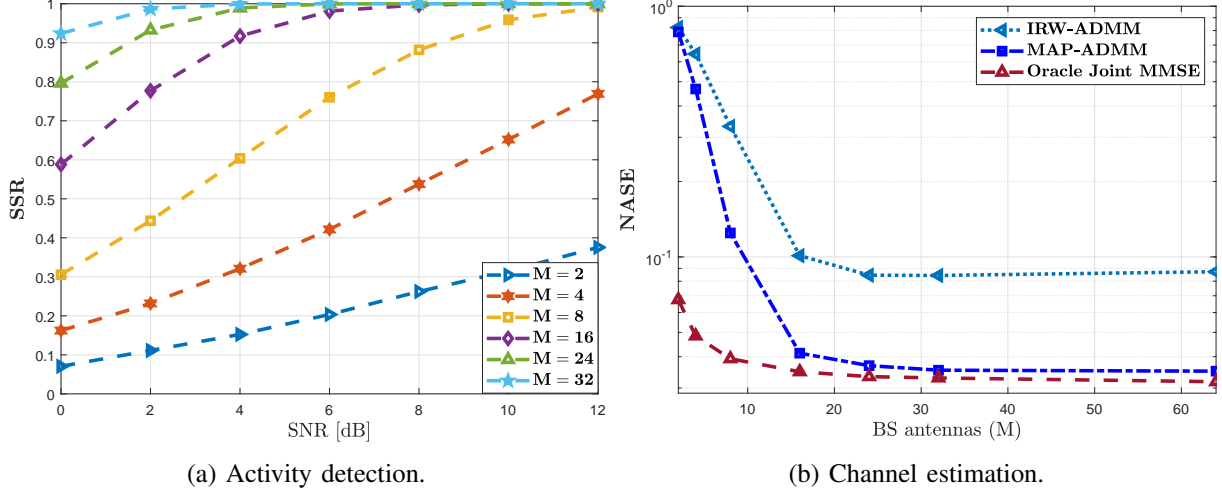 1
0.9
0.8
0.7
0.6
0.5
0.4
0.3
0.2
0.1
0
SSR
0 2 4 6 8 10 12
SNR [dB]
M = 2
M = 4
M = 8
M = 16
M = 24
M = 32
(a) Activity detection.
10^0
10^-1
NASE
10 20 30 40 50 60
BS antennas (M)
IRW-ADMM
MAP-ADMM
Oracle Joint MMSE
(b) Channel estimation.